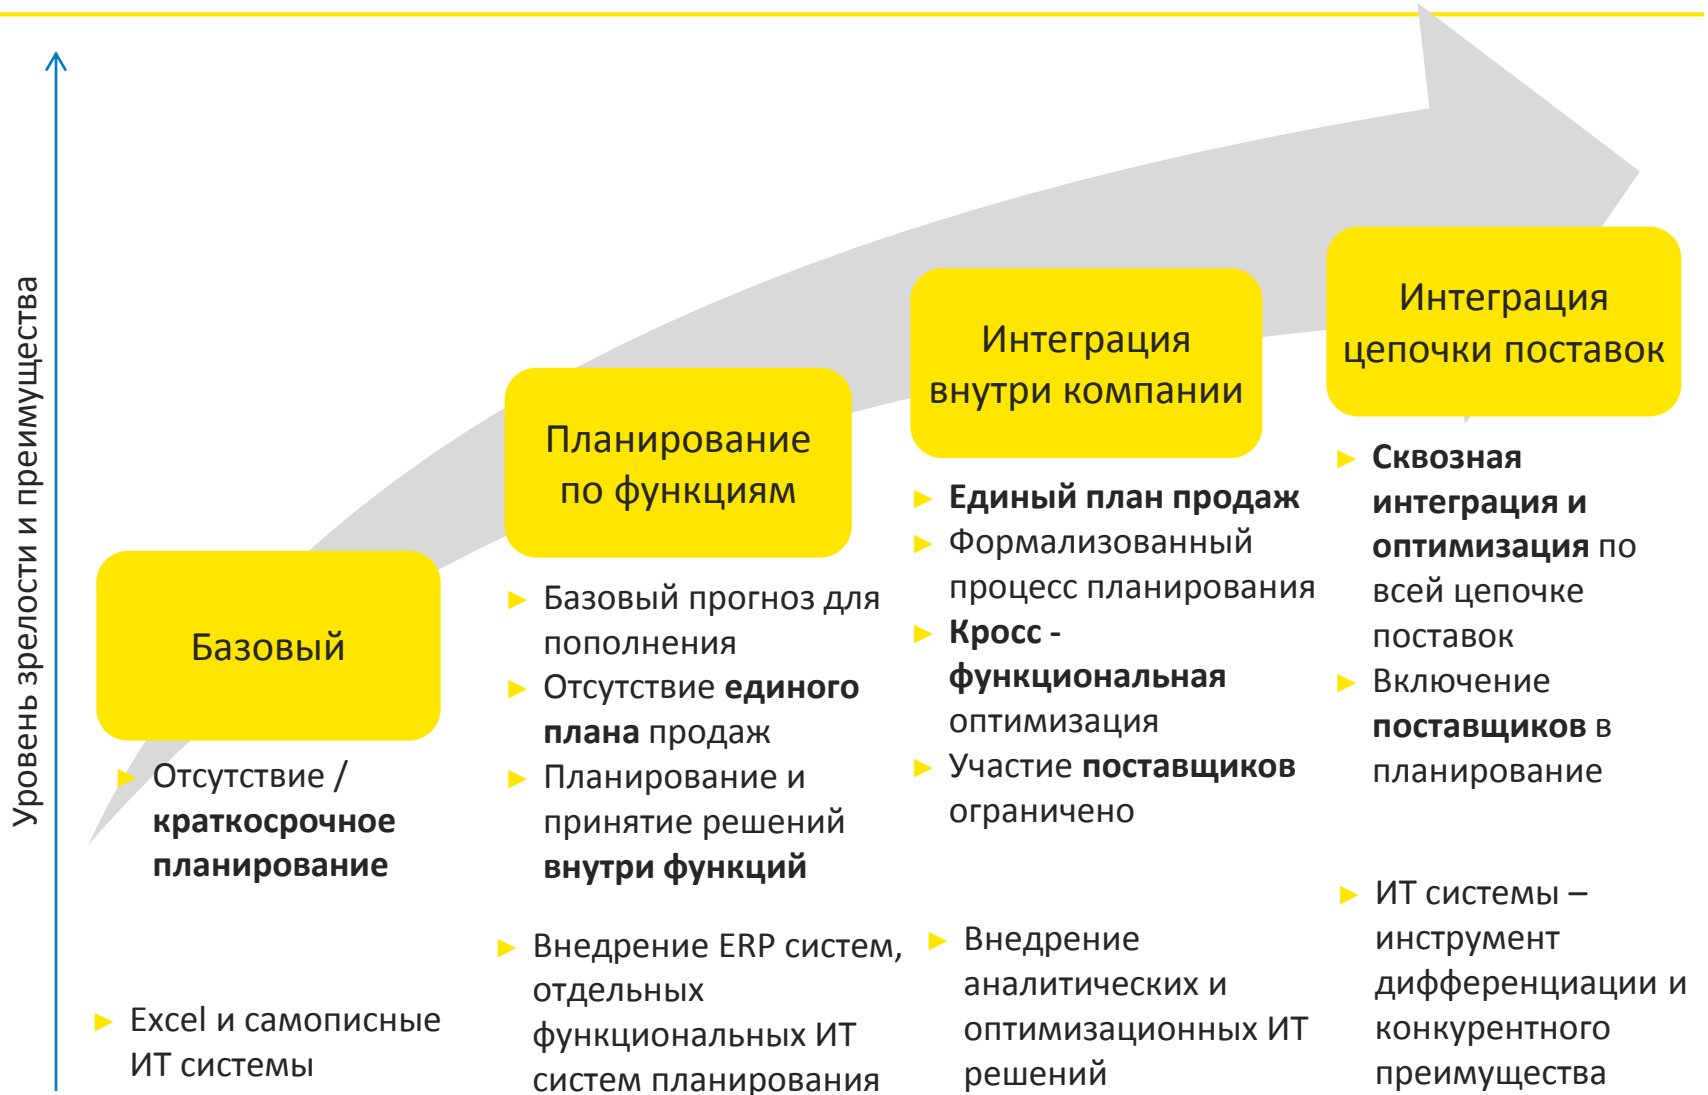 Уровень зрелости и преимущества
Базовый
Отсутствие /
краткосрочное
планирование
Excel и самописные
ИТ системы
Планирование
по функциям
Базовый прогноз для
пополнения
Отсутствие единого
плана продаж
Планирование и
принятие решений
внутри функций
Внедрение ERP систем,
отдельных
функциональных ИТ
систем планирования
Интеграция
внутри компании
Единый план продаж
Формализованный
процесс планирования
Кросс -
функциональная
оптимизация
Участие поставщиков
ограничено
Внедрение
аналитических и
оптимизационных ИТ
решений
Интеграция
цепочки поставок
Сквозная
интеграция и
оптимизация по
всей цепочке
поставок
Включение
поставщиков в
планирование
ИТ системы –
инструмент
дифференциации и
конкурентного
преимущества